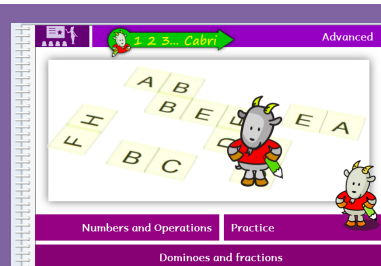 1 2 3... Cabri
Advanced
A B
B E E E A
F H
B C
Numbers and Operations
Practice
Dominoes and fractions